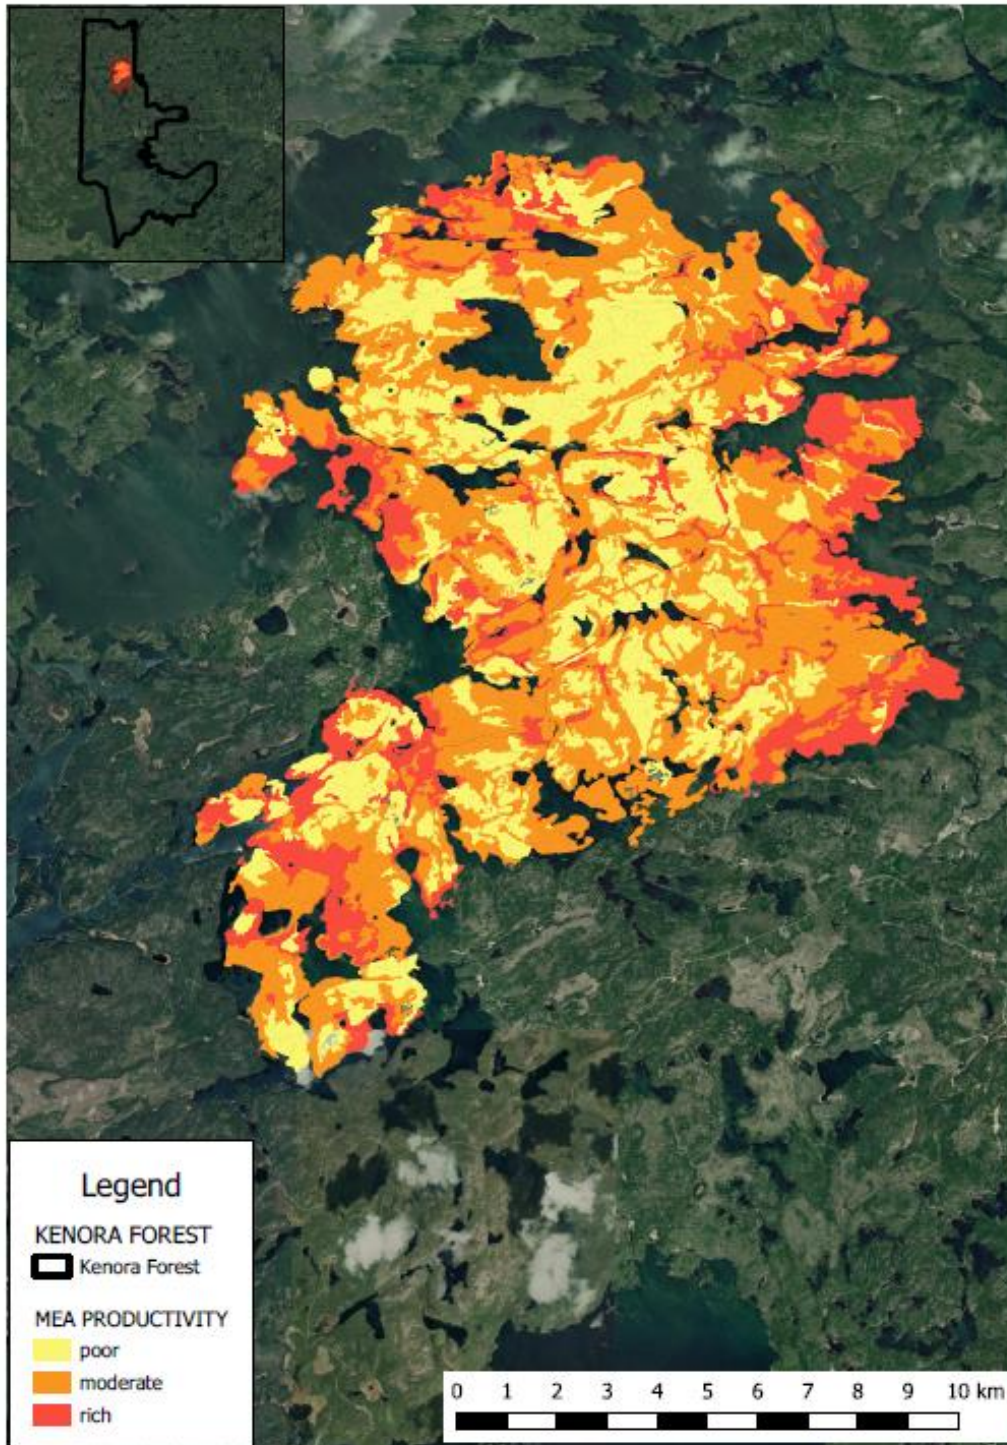 Legend
KENORA FOREST
Kenora Forest
MEA PRODUCTIVITY
poor
moderate
rich
0 1 2 3 4 5 6 7 8 9 10 km